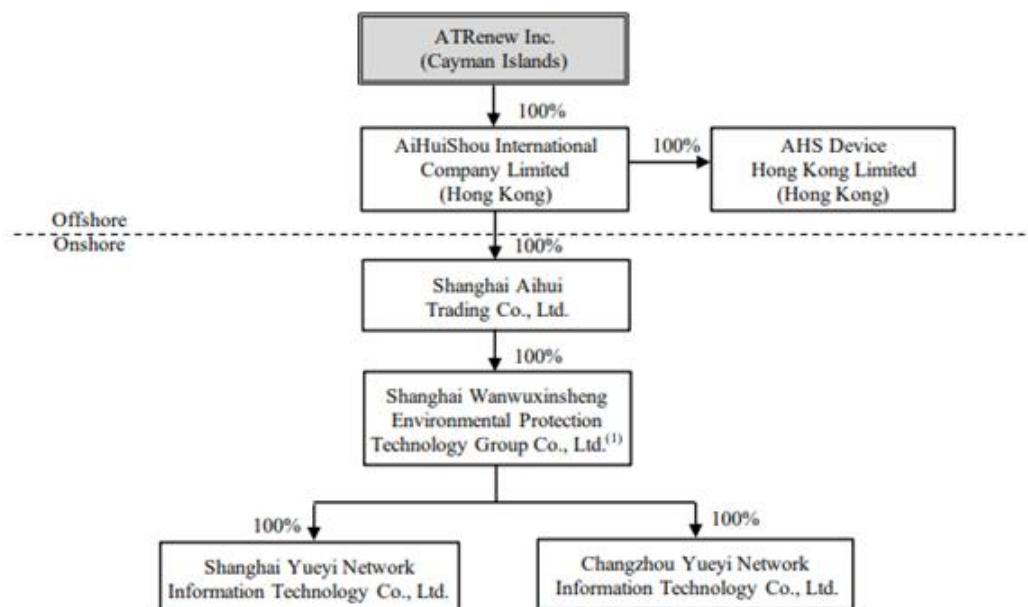 ATRenew Inc.
(Cayman Islands)
100%
AiHuiShou International
Company Limited
(Hong Kong)
100%
AHS Device
Hong Kong Limited
(Hong Kong)
Offshore
Onshore
100%
Shanghai Aihui
Trading Co., Ltd.
100%
Shanghai Wanwuxinsheng
Environmental Protection
Technology Group Co., Ltd.(1)
100%
100%
Shanghai Yueyi Network
Information Technology Co., Ltd.
Changzhou Yueyi Network
Information Technology Co., Ltd.